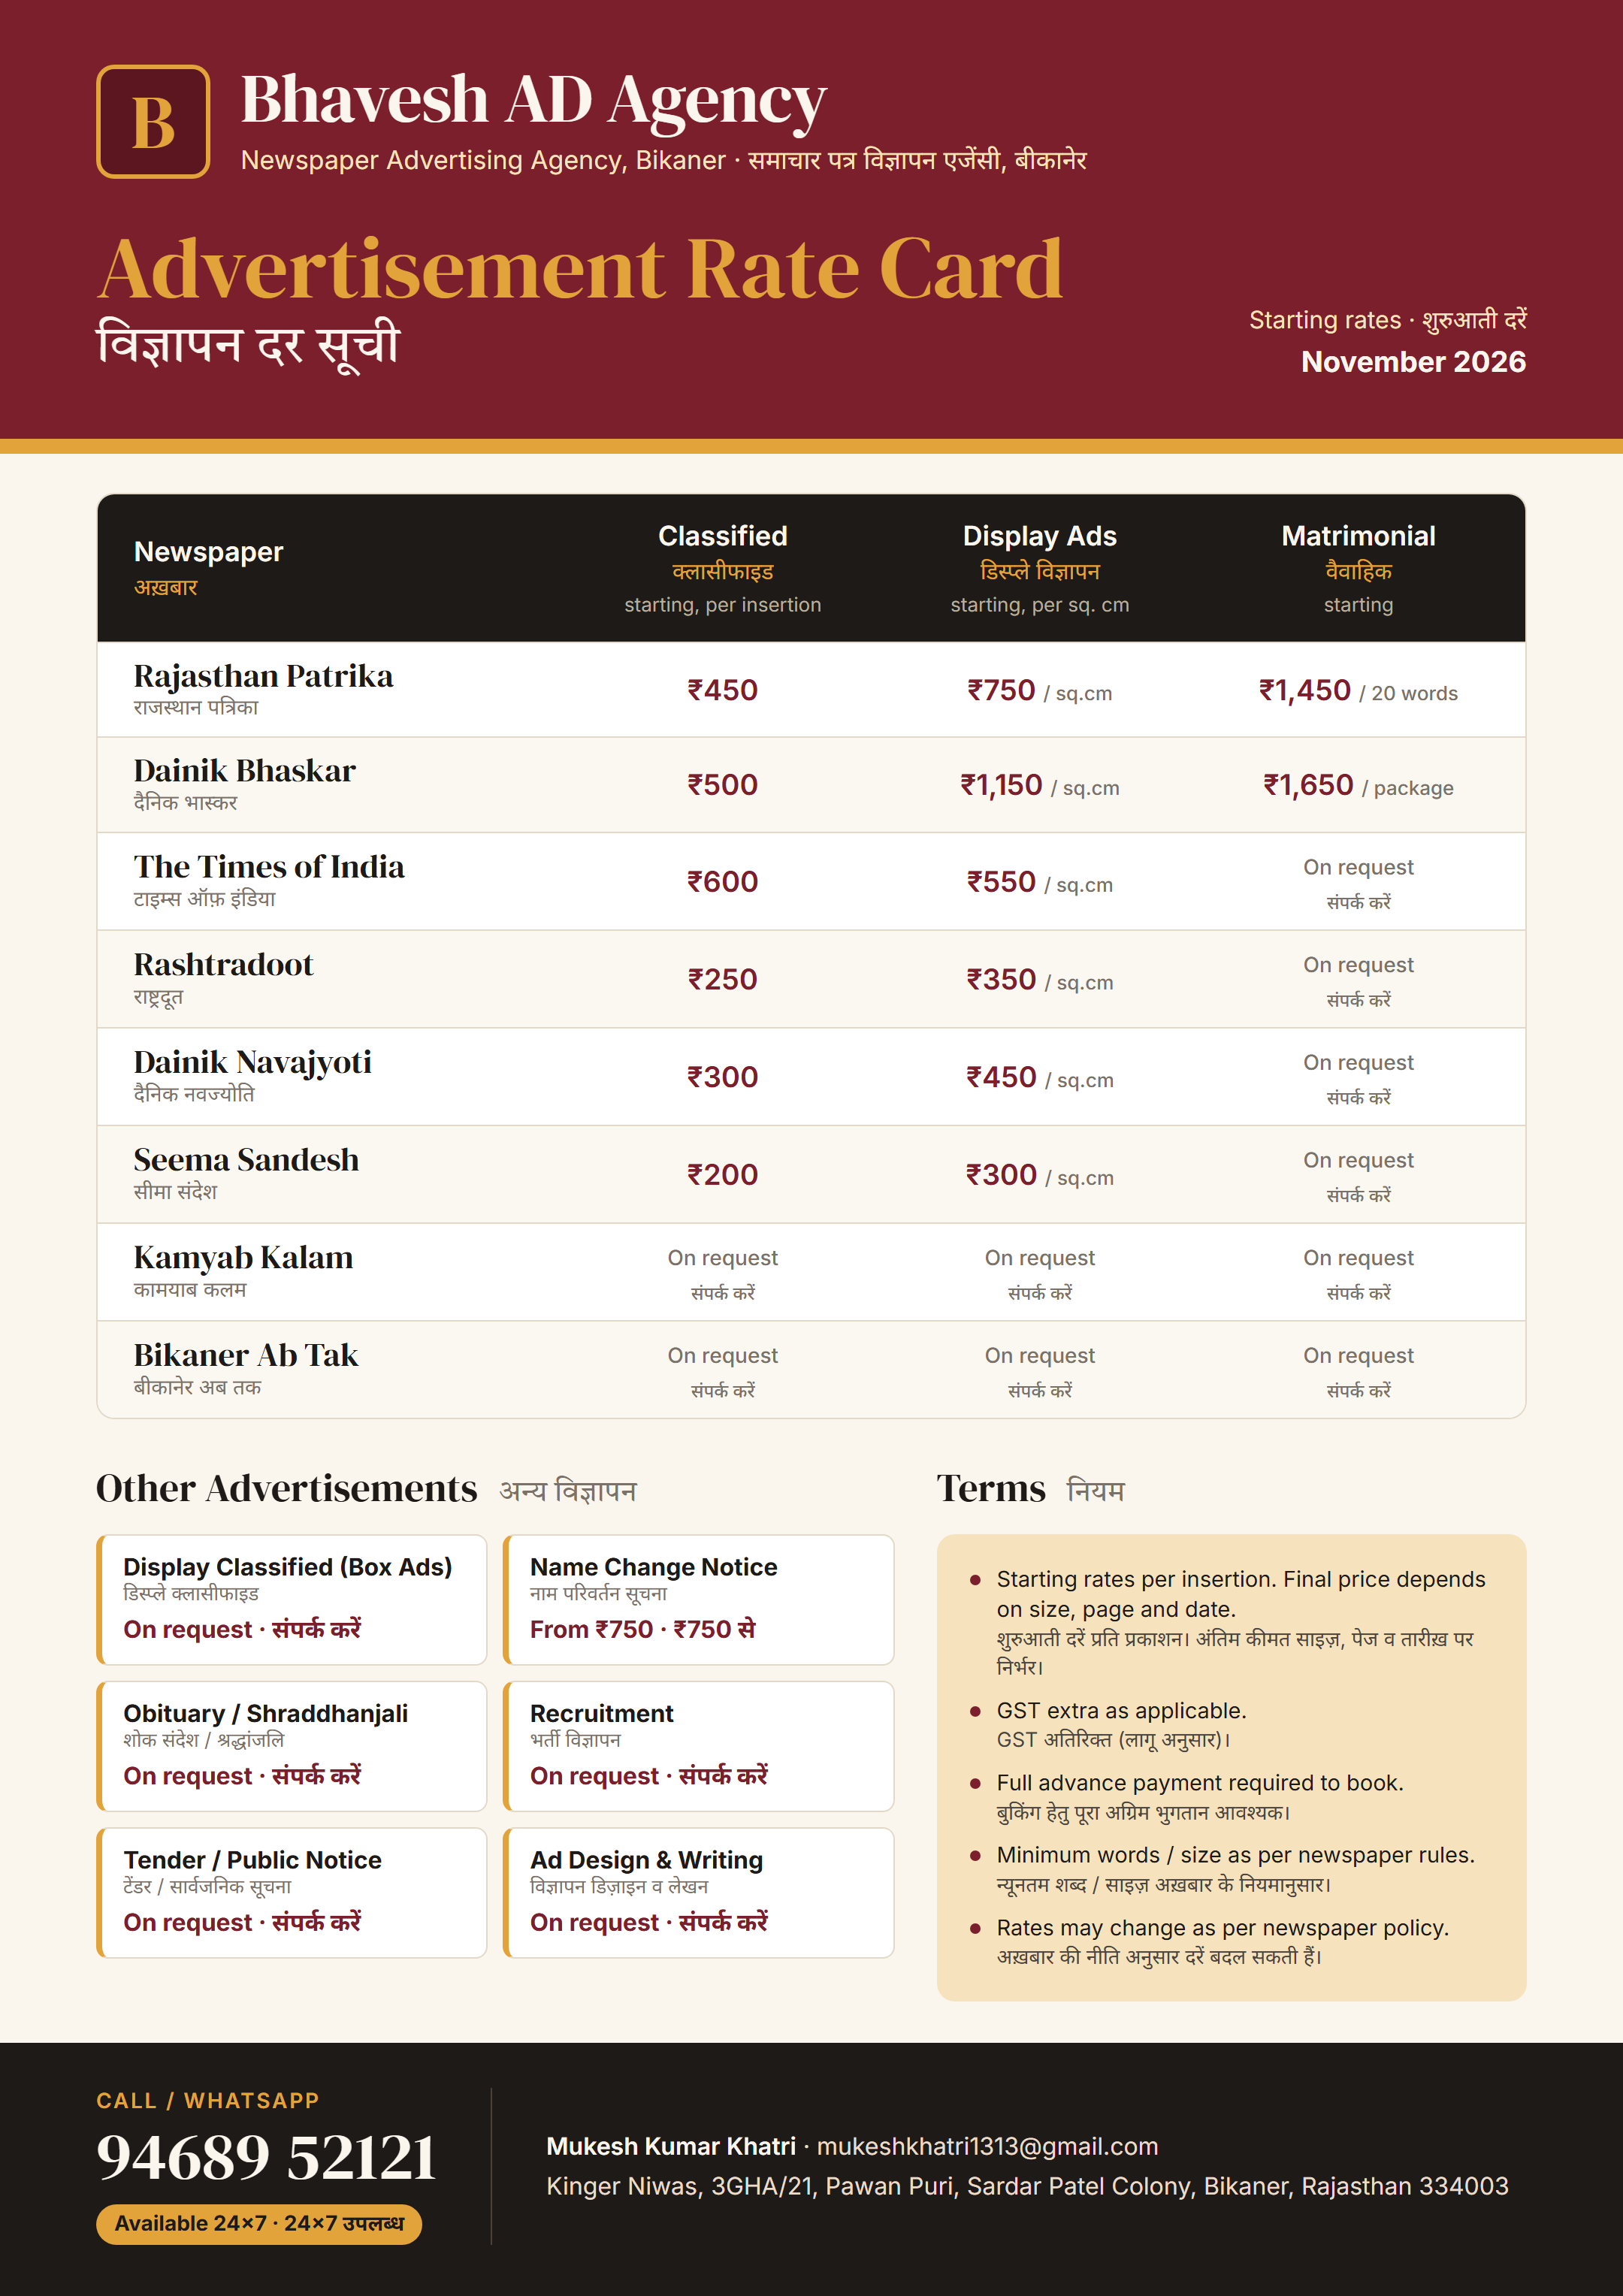 B
Bhavesh AD Agency
Newspaper Advertising Agency, Bikaner · समाचार पत्र विज्ञापन एजेंसी, बीकानेर
Advertisement Rate Card
विज्ञापन दर सूची
Starting rates · शुरुआती दरें
November 2026
Newspaper
अख़बार
Classified
क्लासीफाइड
starting, per insertion
Display Ads
डिस्प्ले विज्ञापन
starting, per sq. cm
Matrimonial
वैवाहिक
starting
Rajasthan Patrika
राजस्थान पत्रिका
₹450
₹750 / sq.cm
₹1,450 / 20 words
Dainik Bhaskar
दैनिक भास्कर
₹500
₹1,150 / sq.cm
₹1,650 / package
The Times of India
टाइम्स ऑफ़ इंडिया
₹600
₹550 / sq.cm
On request
संपर्क करें
Rashtradoot
राष्ट्रदूत
₹250
₹350 / sq.cm
On request
संपर्क करें
Dainik Navajyoti
दैनिक नवज्योति
₹300
₹450 / sq.cm
On request
संपर्क करें
Seema Sandesh
सीमा संदेश
₹200
₹300 / sq.cm
On request
संपर्क करें
Kamyab Kalam
कामयाब कलम
On request
संपर्क करें
On request
संपर्क करें
On request
संपर्क करें
Bikaner Ab Tak
बीकानेर अब तक
On request
संपर्क करें
On request
संपर्क करें
On request
संपर्क करें
Other Advertisements अन्य विज्ञापन
Display Classified (Box Ads)
डिस्प्ले क्लासीफाइड
On request · संपर्क करें
Name Change Notice
नाम परिवर्तन सूचना
From ₹750 · ₹750 से
Obituary / Shraddhanjali
शोक संदेश / श्रद्धांजलि
On request · संपर्क करें
Recruitment
भर्ती विज्ञापन
On request · संपर्क करें
Tender / Public Notice
टेंडर / सार्वजनिक सूचना
On request · संपर्क करें
Ad Design & Writing
विज्ञापन डिज़ाइन व लेखन
On request · संपर्क करें
Terms नियम
Starting rates per insertion. Final price depends
on size, page and date.
शुरुआती दरें प्रति प्रकाशन। अंतिम कीमत साइज़, पेज व तारीख़ पर
निर्भर।
GST extra as applicable.
GST अतिरिक्त (लागू अनुसार)।
Full advance payment required to book.
बुकिंग हेतु पूरा अग्रिम भुगतान आवश्यक।
Minimum words / size as per newspaper rules.
न्यूनतम शब्द / साइज़ अख़बार के नियमानुसार।
Rates may change as per newspaper policy.
अख़बार की नीति अनुसार दरें बदल सकती हैं।
CALL / WHATSAPP
94689 52121
Available 24×7 · 24×7 उपलब्ध
Mukesh Kumar Khatri · mukeshkhatri1313@gmail.com
Kinger Niwas, 3GHA/21, Pawan Puri, Sardar Patel Colony, Bikaner, Rajasthan 334003